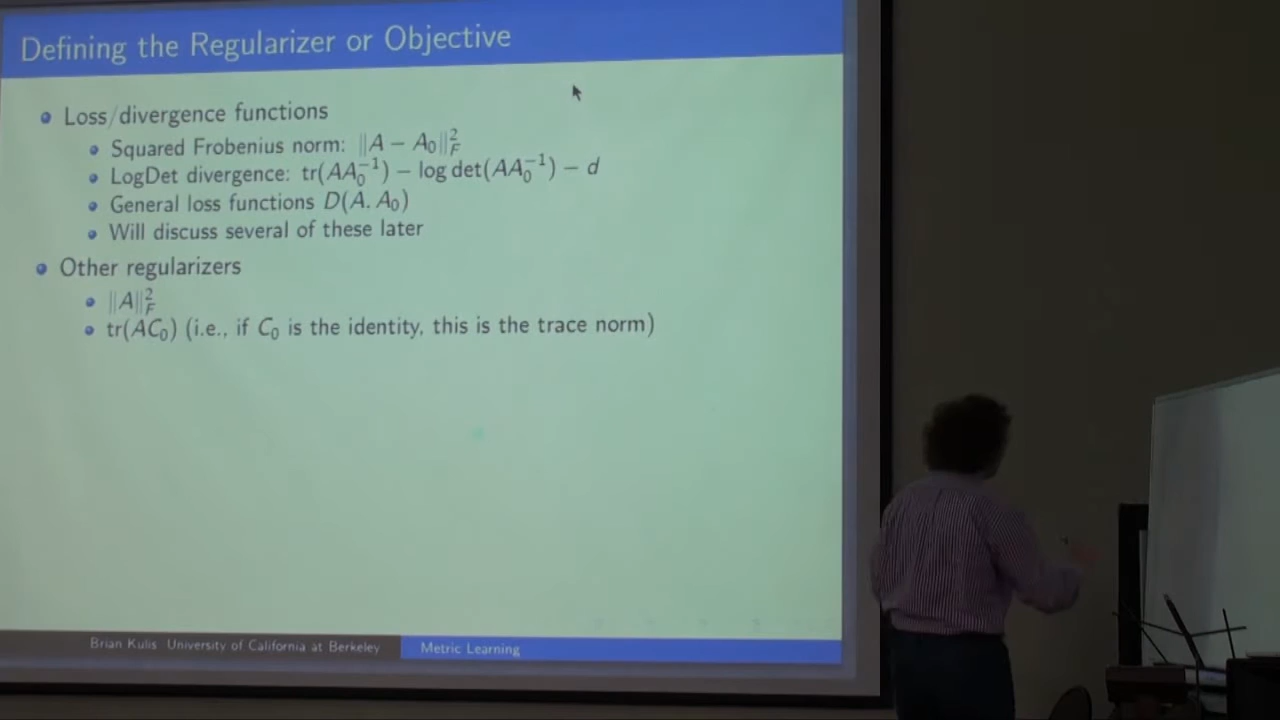 Defining the Regularizer or Objective
Loss/divergence functions
Squared Frobenius norm: ‖A − A₀‖²_F
LogDet divergence: tr(AA₀⁻¹) − log det(AA₀⁻¹) − d
General loss functions D(A, A₀)
Will discuss several of these later
Other regularizers
‖A‖²_F
tr(AC₀) (i.e., if C₀ is the identity, this is the trace norm)
Brian Kulis University of California at Berkeley
Metric Learning